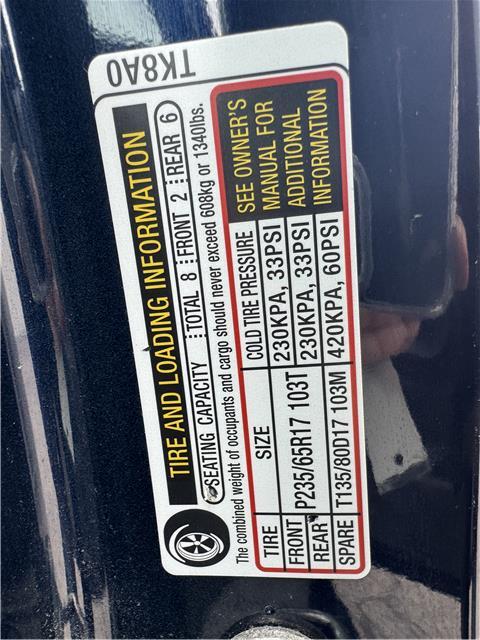 TK8A0
TIRE AND LOADING INFORMATION
SEATING CAPACITY TOTAL 8 FRONT 2 REAR 6
The combined weight of occupants and cargo should never exceed 608kg or 1340lbs.
TIRE SIZE COLD TIRE PRESSURE
FRONT P235/65R17 103T 230KPA, 33PSI
REAR 230KPA, 33PSI
SPARE T135/80D17 103M 420KPA, 60PSI
SEE OWNER'S
MANUAL FOR
ADDITIONAL
INFORMATION